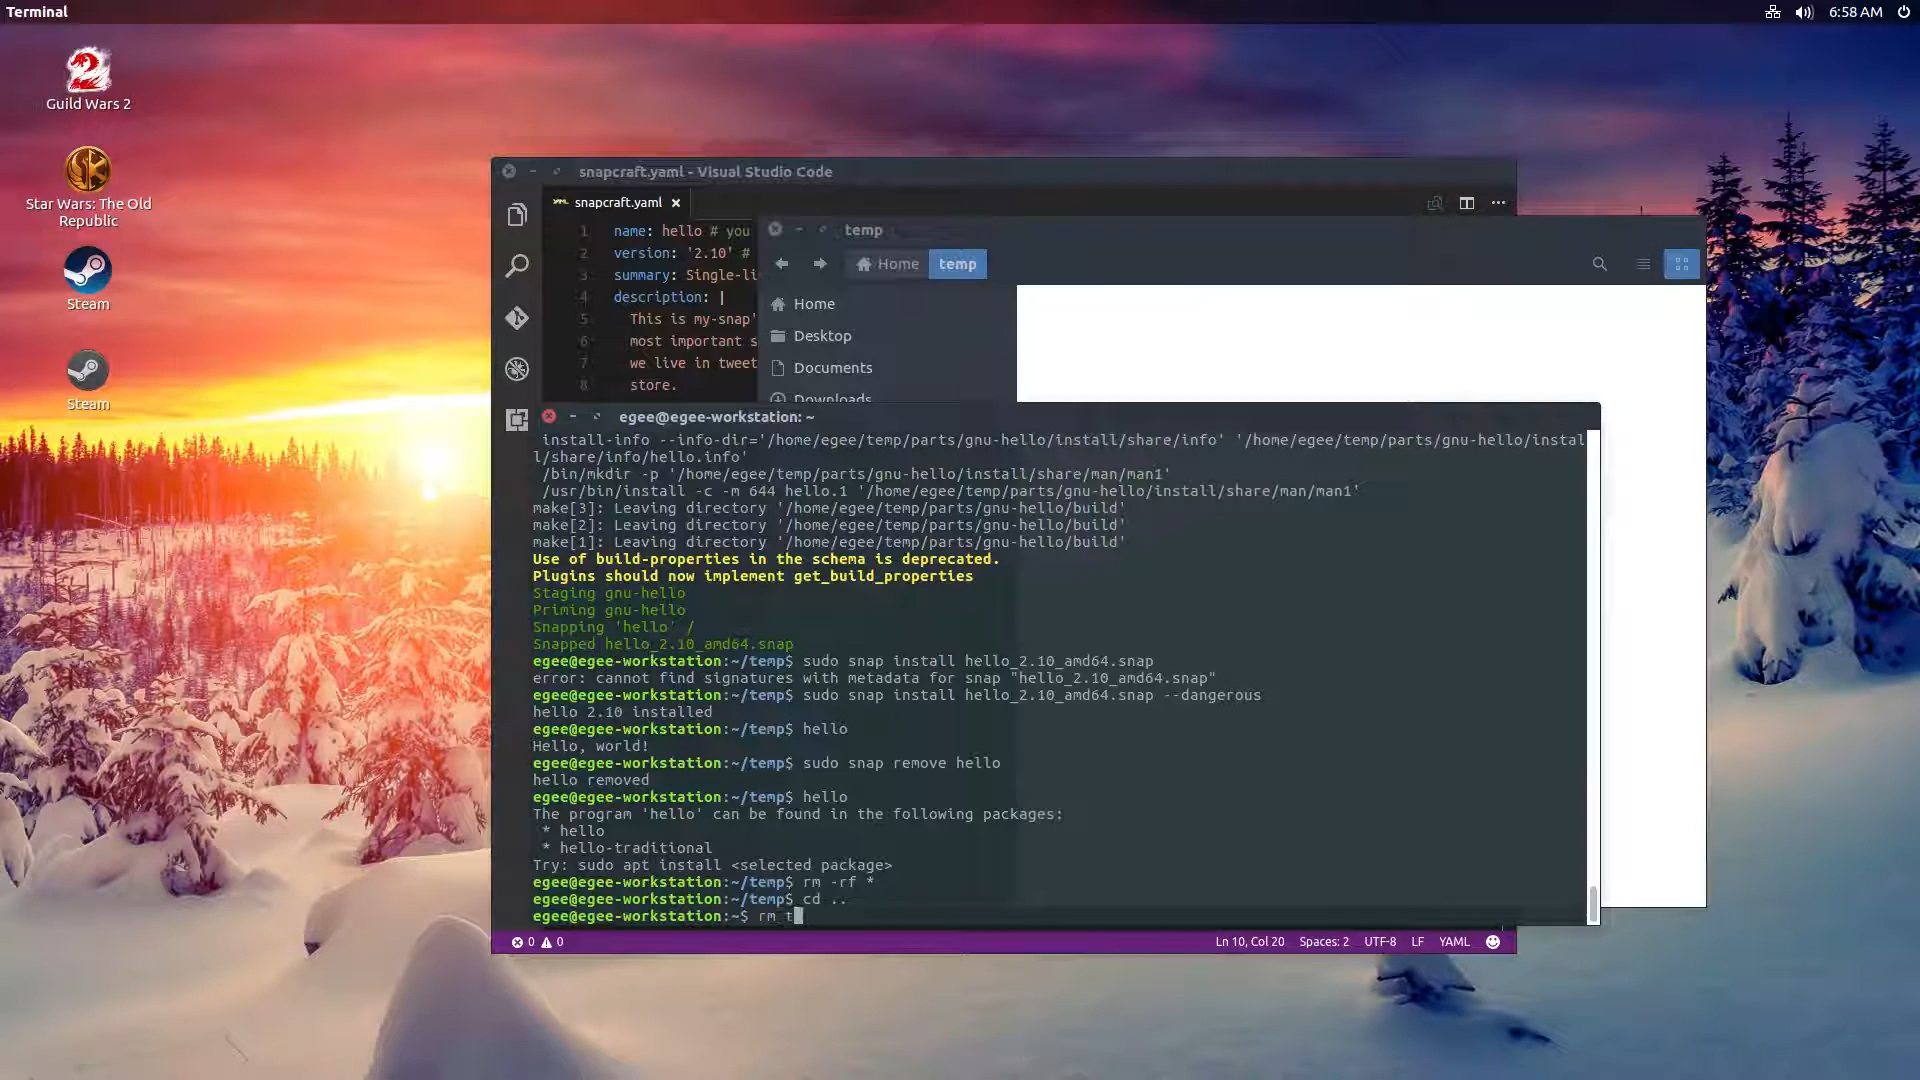 Terminal
6:58 AM
Guild Wars 2
Star Wars: The Old
Republic
Steam
Steam
snapcraft.yaml - Visual Studio Code
snapcraft.yaml
1 name: hello # you
2 version: '2.10' #
3 summary: Single-li
4 description: |
5 This is my-snap'
6 most important s
7 we live in tweet
8 store.
temp
Home temp
Home
Desktop
Documents
Downloads
egee@egee-workstation: ~
install-info --info-dir='/home/egee/temp/parts/gnu-hello/install/share/info' '/home/egee/temp/parts/gnu-hello/instal
l/share/info/hello.info'
/bin/mkdir -p '/home/egee/temp/parts/gnu-hello/install/share/man/man1'
/usr/bin/install -c -m 644 hello.1 '/home/egee/temp/parts/gnu-hello/install/share/man/man1'
make[3]: Leaving directory '/home/egee/temp/parts/gnu-hello/build'
make[2]: Leaving directory '/home/egee/temp/parts/gnu-hello/build'
make[1]: Leaving directory '/home/egee/temp/parts/gnu-hello/build'
Use of build-properties in the schema is deprecated.
Plugins should now implement get_build_properties
Staging gnu-hello
Priming gnu-hello
Snapping 'hello' /
Snapped hello_2.10_amd64.snap
egee@egee-workstation:~/temp$ sudo snap install hello_2.10_amd64.snap
error: cannot find signatures with metadata for snap "hello_2.10_amd64.snap"
egee@egee-workstation:~/temp$ sudo snap install hello_2.10_amd64.snap --dangerous
hello 2.10 installed
egee@egee-workstation:~/temp$ hello
Hello, world!
egee@egee-workstation:~/temp$ sudo snap remove hello
hello removed
egee@egee-workstation:~/temp$ hello
The program 'hello' can be found in the following packages:
* hello
* hello-traditional
Try: sudo apt install <selected package>
egee@egee-workstation:~/temp$ rm -rf *
egee@egee-workstation:~/temp$ cd ..
egee@egee-workstation:~$ rm t
0 0 Ln 10, Col 20 Spaces: 2 UTF-8 LF YAML